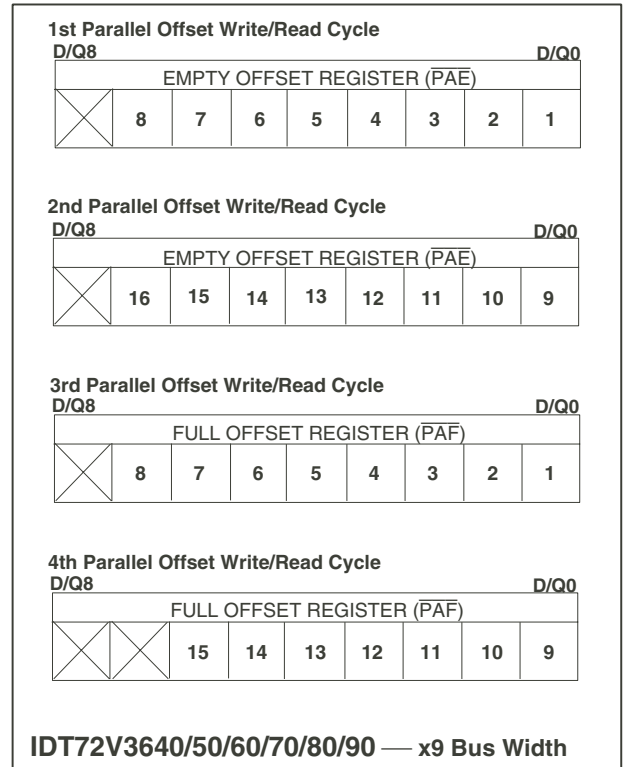 1st Parallel Offset Write/Read Cycle
D/Q8 D/Q0
EMPTY OFFSET REGISTER (PAE)
8 7 6 5 4 3 2 1
2nd Parallel Offset Write/Read Cycle
D/Q8 D/Q0
EMPTY OFFSET REGISTER (PAE)
16 15 14 13 12 11 10 9
3rd Parallel Offset Write/Read Cycle
D/Q8 D/Q0
FULL OFFSET REGISTER (PAF)
8 7 6 5 4 3 2 1
4th Parallel Offset Write/Read Cycle
D/Q8 D/Q0
FULL OFFSET REGISTER (PAF)
15 14 13 12 11 10 9
IDT72V3640/50/60/70/80/90 — x9 Bus Width